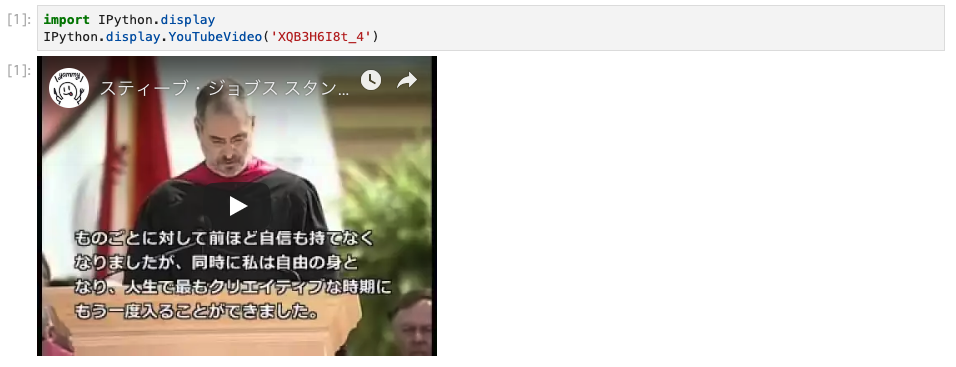 [1]: import IPython.display
IPython.display.YouTubeVideo('XQB3H6I8t_4')
[1]:
yommy!
スティーブ・ジョブス スタン...
ものごとに対して前ほど自信も持てなく
なりましたが、同時に私は自由の身と
なり、人生で最もクリエイティブな時期に
もう一度入ることができました。